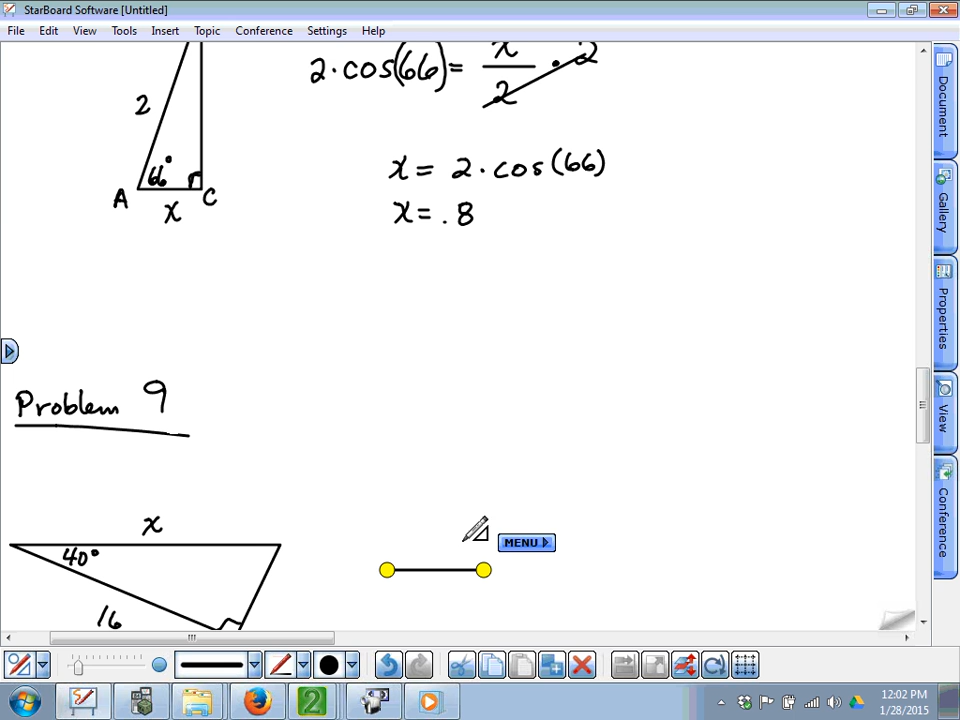 StarBoard Software [Untitled]
File Edit View Tools Insert Topic Conference Settings Help
2·cos(66)= x/2 · 2
2
66°
x = 2·cos(66)
A C
x
x = .8
Problem 9
x
40°
16
MENU
Document
Gallery
Properties
View
Conference
2
12:02 PM
1/28/2015